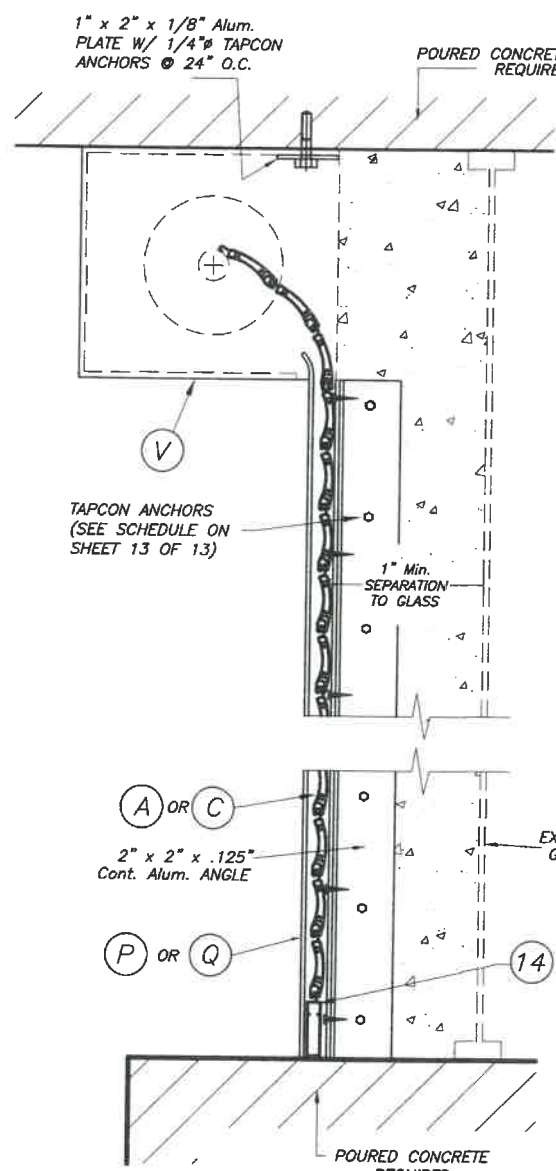 1" x 2" x 1/8" Alum.
PLATE W/ 1/4"ø TAPCON
ANCHORS @ 24" O.C.
POURED CONCRETE
V
TAPCON ANCHORS
(SEE SCHEDULE ON
SHEET 13 OF 13)
1" Min.
SEPARATION
TO GLASS
A OR C
2" x 2" x .125"
Cont. Alum. ANGLE
P OR Q
14
POURED CONCRETE